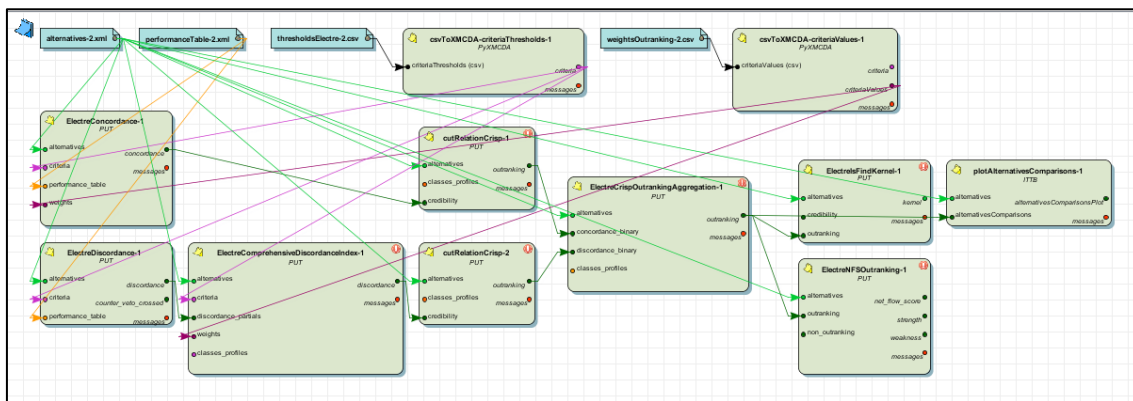 alternatives-2.xml
performanceTable-2.xml
thresholdsElectre-2.csv
csvToXMCDA-criteriaThresholds-1
PyXMCDA
criteriaThresholds (csv)
criteria
messages
weightsOutranking-2.csv
csvToXMCDA-criteriaValues-1
PyXMCDA
criteriaValues (csv)
criteria
criteriaValues
messages
ElectreConcordance-1
PUT
alternatives
concordance
criteria
messages
performance_table
weights
cutRelationCrisp-1
PUT
alternatives
outranking
classes_profiles
messages
credibility
ElectreCrispOutrankingAggregation-1
PUT
alternatives
outranking
concordance_binary
messages
discordance_binary
classes_profiles
ElectreIsFindKernel-1
PUT
alternatives
kernel
credibility
messages
outranking
plotAlternativesComparisons-1
ITTB
alternatives
alternativesComparisonsPlot
alternativesComparisons
messages
ElectreDiscordance-1
PUT
alternatives
discordance
criteria
counter_veto_crossed
performance_table
messages
ElectreComprehensiveDiscordanceIndex-1
PUT
alternatives
discordance
criteria
messages
discordance_partials
weights
classes_profiles
cutRelationCrisp-2
PUT
alternatives
outranking
classes_profiles
messages
credibility
ElectreNFSOutranking-1
PUT
alternatives
net_flow_score
outranking
strength
non_outranking
weakness
messages